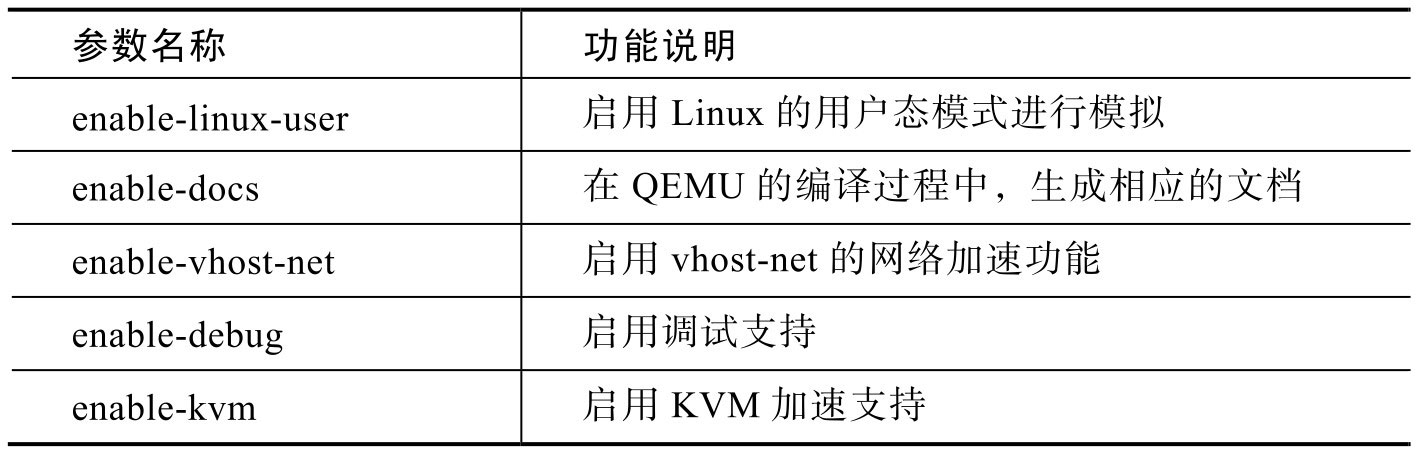 参数名称 功能说明
enable-linux-user 启用 Linux 的用户态模式进行模拟
enable-docs 在 QEMU 的编译过程中，生成相应的文档
enable-vhost-net 启用 vhost-net 的网络加速功能
enable-debug 启用调试支持
enable-kvm 启用 KVM 加速支持